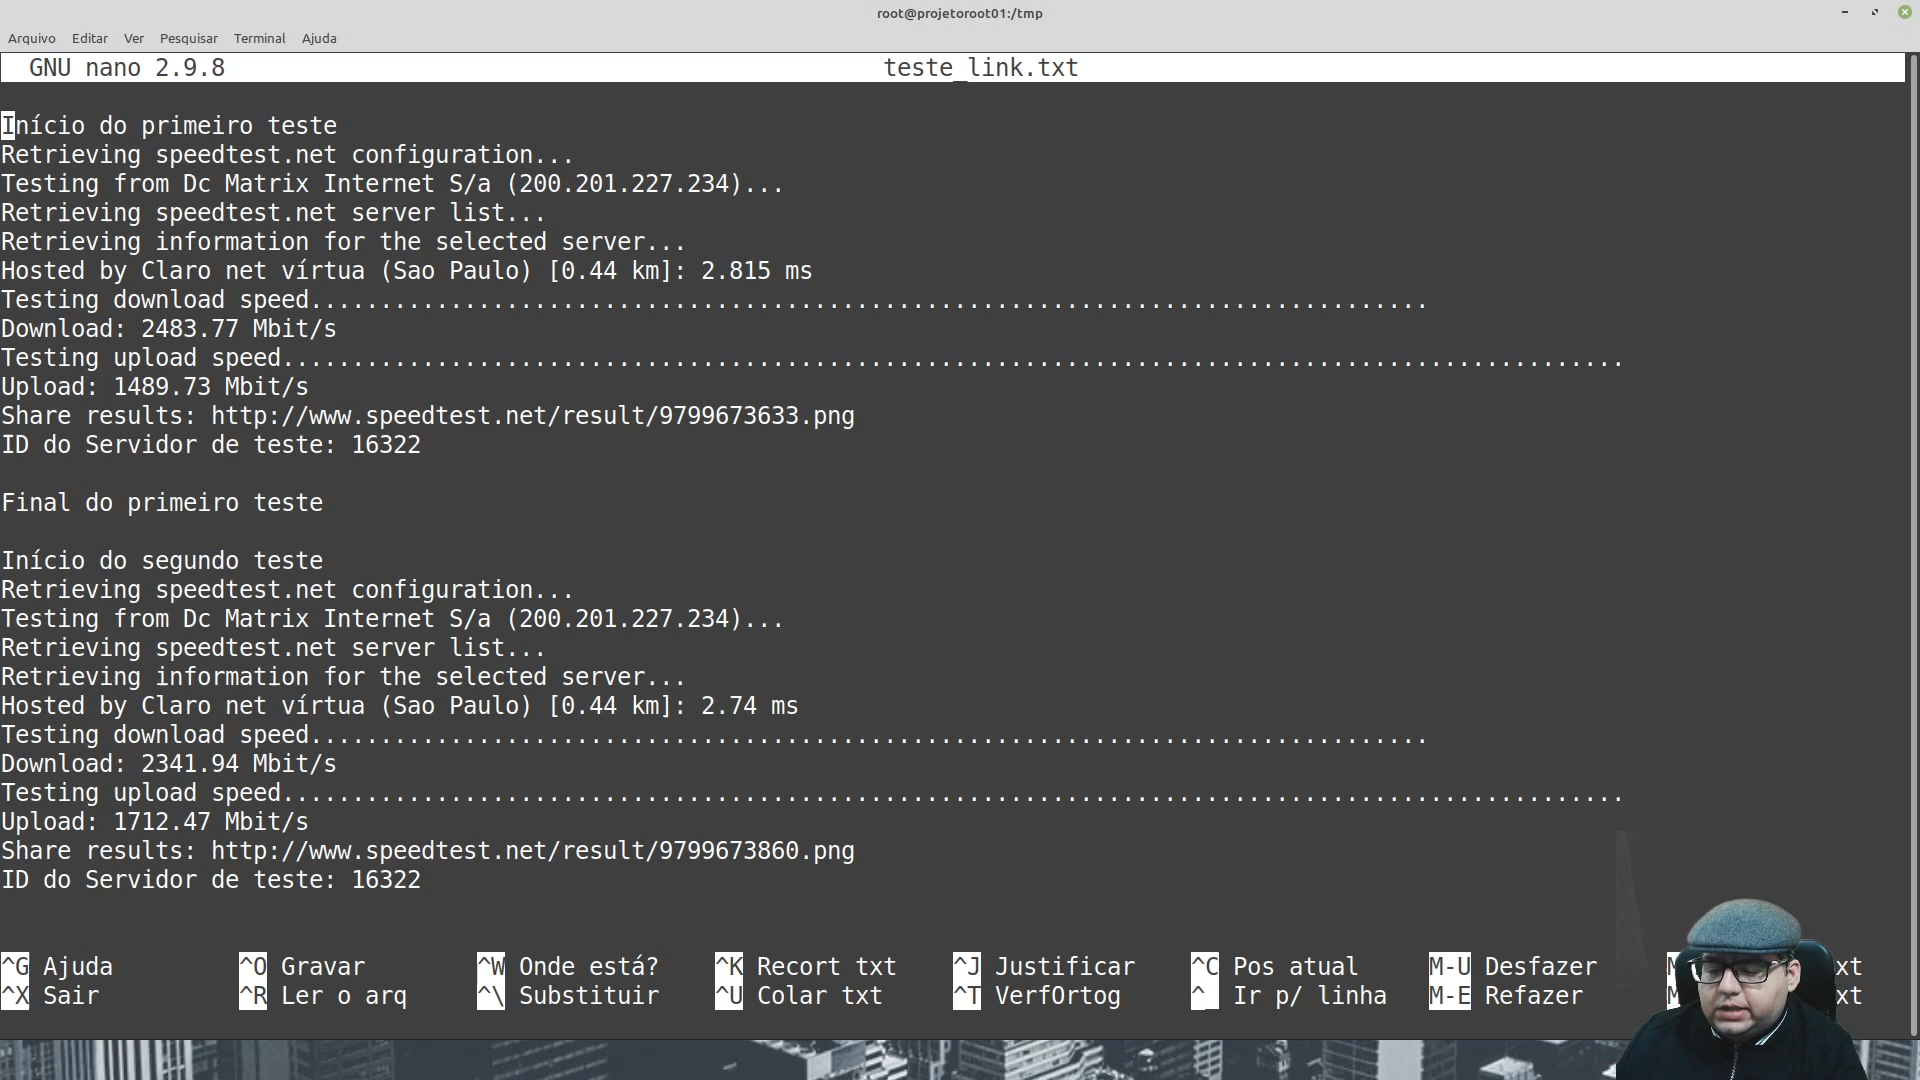 root@projetoroot01:/tmp
Arquivo Editar Ver Pesquisar Terminal Ajuda
GNU nano 2.9.8 teste_link.txt
Início do primeiro teste
Retrieving speedtest.net configuration...
Testing from Dc Matrix Internet S/a (200.201.227.234)...
Retrieving speedtest.net server list...
Retrieving information for the selected server...
Hosted by Claro net vírtua (Sao Paulo) [0.44 km]: 2.815 ms
Testing download speed................................................................................
Download: 2483.77 Mbit/s
Testing upload speed................................................................................................
Upload: 1489.73 Mbit/s
Share results: http://www.speedtest.net/result/9799673633.png
ID do Servidor de teste: 16322
Final do primeiro teste
Início do segundo teste
Retrieving speedtest.net configuration...
Testing from Dc Matrix Internet S/a (200.201.227.234)...
Retrieving speedtest.net server list...
Retrieving information for the selected server...
Hosted by Claro net vírtua (Sao Paulo) [0.44 km]: 2.74 ms
Testing download speed................................................................................
Download: 2341.94 Mbit/s
Testing upload speed................................................................................................
Upload: 1712.47 Mbit/s
Share results: http://www.speedtest.net/result/9799673860.png
ID do Servidor de teste: 16322
^G Ajuda ^O Gravar ^W Onde está? ^K Recort txt ^J Justificar ^C Pos atual M-U Desfazer
^X Sair ^R Ler o arq ^\ Substituir ^U Colar txt ^T VerfOrtog ^_ Ir p/ linha M-E Refazer